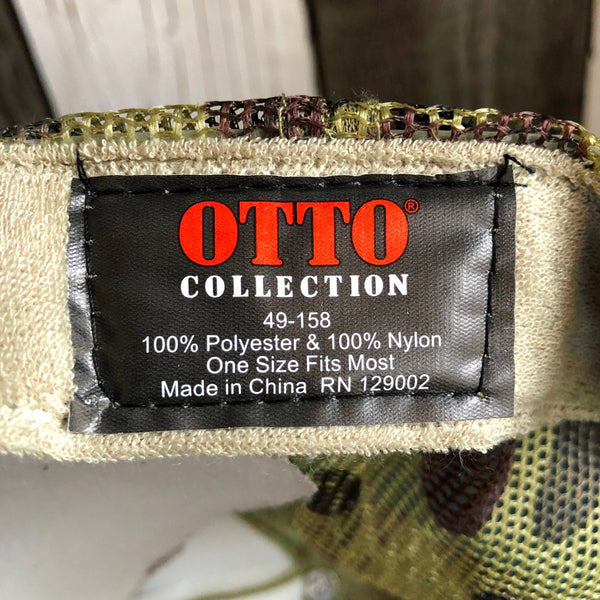 OTTO®
COLLECTION
49-158
100% Polyester & 100% Nylon
One Size Fits Most
Made in China RN 129002